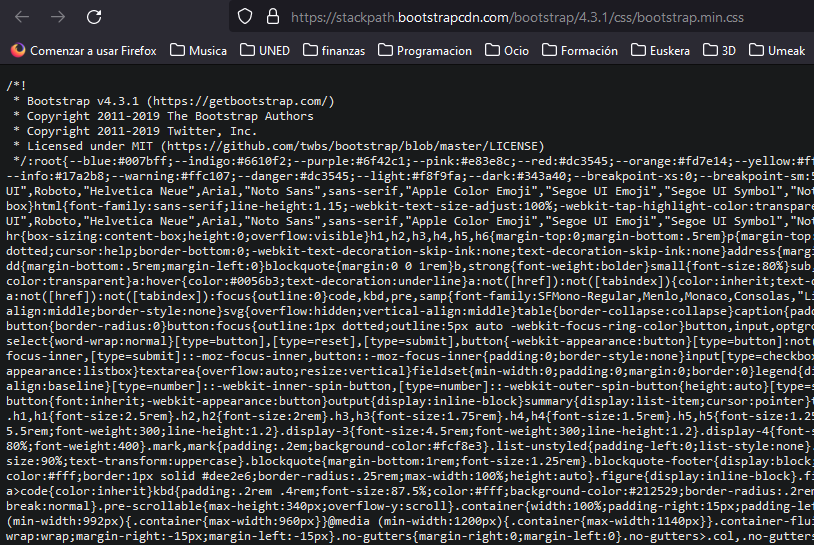 https://stackpath.bootstrapcdn.com/bootstrap/4.3.1/css/bootstrap.min.css
Comenzar a usar Firefox Musica UNED finanzas Programacion Ocio Formación Euskera 3D Umeak
/*!
* Bootstrap v4.3.1 (https://getbootstrap.com/)
* Copyright 2011-2019 The Bootstrap Authors
* Copyright 2011-2019 Twitter, Inc.
* Licensed under MIT (https://github.com/twbs/bootstrap/blob/master/LICENSE)
*/:root{--blue:#007bff;--indigo:#6610f2;--purple:#6f42c1;--pink:#e83e8c;--red:#dc3545;--orange:#fd7e14;--yellow:#ff
--info:#17a2b8;--warning:#ffc107;--danger:#dc3545;--light:#f8f9fa;--dark:#343a40;--breakpoint-xs:0;--breakpoint-sm:5
UI",Roboto,"Helvetica Neue",Arial,"Noto Sans",sans-serif,"Apple Color Emoji","Segoe UI Emoji","Segoe UI Symbol","Not
box}html{font-family:sans-serif;line-height:1.15;-webkit-text-size-adjust:100%;-webkit-tap-highlight-color:transpare
UI",Roboto,"Helvetica Neue",Arial,"Noto Sans",sans-serif,"Apple Color Emoji","Segoe UI Emoji","Segoe UI Symbol","Not
hr{box-sizing:content-box;height:0;overflow:visible}h1,h2,h3,h4,h5,h6{margin-top:0;margin-bottom:.5rem}p{margin-top:
dotted;cursor:help;border-bottom:0;-webkit-text-decoration-skip-ink:none;text-decoration-skip-ink:none}address{margi
dd{margin-bottom:.5rem;margin-left:0}blockquote{margin:0 0 1rem}b,strong{font-weight:bolder}small{font-size:80%}sub,
color:transparent}a:hover{color:#0056b3;text-decoration:underline}a:not([href]):not([tabindex]){color:inherit;text-d
a:not([href]):not([tabindex]):focus{outline:0}code,kbd,pre,samp{font-family:SFMono-Regular,Menlo,Monaco,Consolas,"Li
align:middle;border-style:none}svg{overflow:hidden;vertical-align:middle}table{border-collapse:collapse}caption{padd
button{border-radius:0}button:focus{outline:1px dotted;outline:5px auto -webkit-focus-ring-color}button,input,optgro
select{word-wrap:normal}[type=button],[type=reset],[type=submit],button{-webkit-appearance:button}[type=button]:not(
focus-inner,[type=submit]::-moz-focus-inner,button::-moz-focus-inner{padding:0;border-style:none}input[type=checkbox
appearance:listbox}textarea{overflow:auto;resize:vertical}fieldset{min-width:0;padding:0;margin:0;border:0}legend{di
align:baseline}[type=number]::-webkit-inner-spin-button,[type=number]::-webkit-outer-spin-button{height:auto}[type=s
button{font:inherit;-webkit-appearance:button}output{display:inline-block}summary{display:list-item;cursor:pointer}t
.h1,h1{font-size:2.5rem}.h2,h2{font-size:2rem}.h3,h3{font-size:1.75rem}.h4,h4{font-size:1.5rem}.h5,h5{font-size:1.25
5.5rem;font-weight:300;line-height:1.2}.display-3{font-size:4.5rem;font-weight:300;line-height:1.2}.display-4{font-s
80%;font-weight:400}.mark,mark{padding:.2em;background-color:#fcf8e3}.list-unstyled{padding-left:0;list-style:none}.
size:90%;text-transform:uppercase}.blockquote{margin-bottom:1rem;font-size:1.25rem}.blockquote-footer{display:block;
color:#fff;border:1px solid #dee2e6;border-radius:.25rem;max-width:100%;height:auto}.figure{display:inline-block}.fi
a>code{color:inherit}kbd{padding:.2rem .4rem;font-size:87.5%;color:#fff;background-color:#212529;border-radius:.2rem
break:normal}.pre-scrollable{max-height:340px;overflow-y:scroll}.container{width:100%;padding-right:15px;padding-lef
(min-width:992px){.container{max-width:960px}}@media (min-width:1200px){.container{max-width:1140px}}.container-flui
wrap:wrap;margin-right:-15px;margin-left:-15px}.no-gutters{margin-right:0;margin-left:0}.no-gutters>.col,.no-gutters